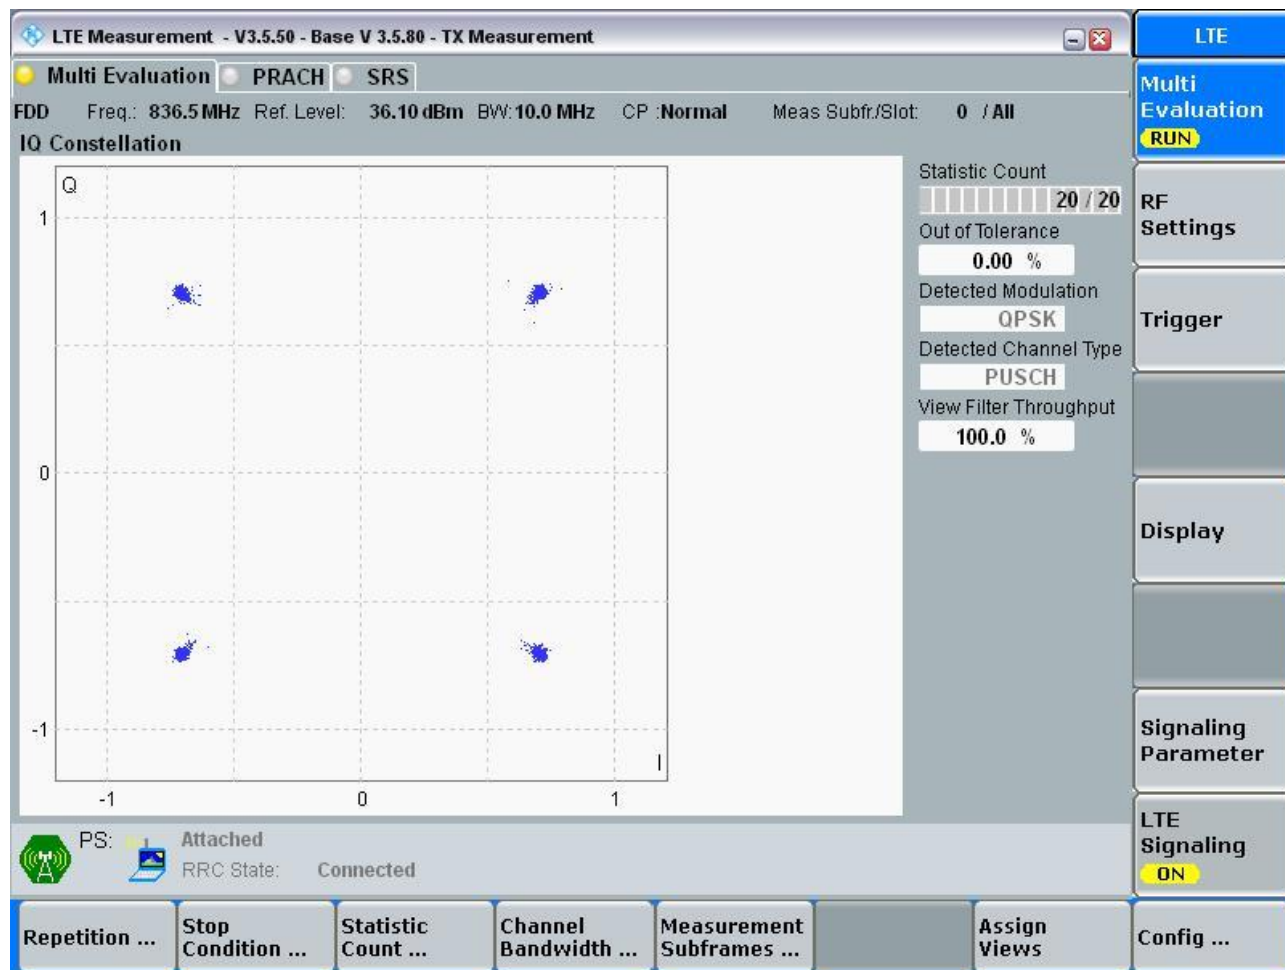 LTE Measurement - V3.5.50 - Base V 3.5.80 - TX Measurement
LTE
Multi Evaluation PRACH SRS
FDD Freq.: 836.5 MHz Ref. Level: 36.10 dBm BW: 10.0 MHz CP :Normal Meas Subfr./Slot: 0 / All
IQ Constellation
Q
1
0
-1
-1 0 1
I
Statistic Count
20 / 20
Out of Tolerance
0.00 %
Detected Modulation
QPSK
Detected Channel Type
PUSCH
View Filter Throughput
100.0 %
Multi
Evaluation
RUN
RF
Settings
Trigger
Display
Signaling
Parameter
LTE
Signaling
ON
PS: Attached
RRC State: Connected
Repetition ...
Stop
Condition ...
Statistic
Count ...
Channel
Bandwidth ...
Measurement
Subframes ...
Assign
Views
Config ...